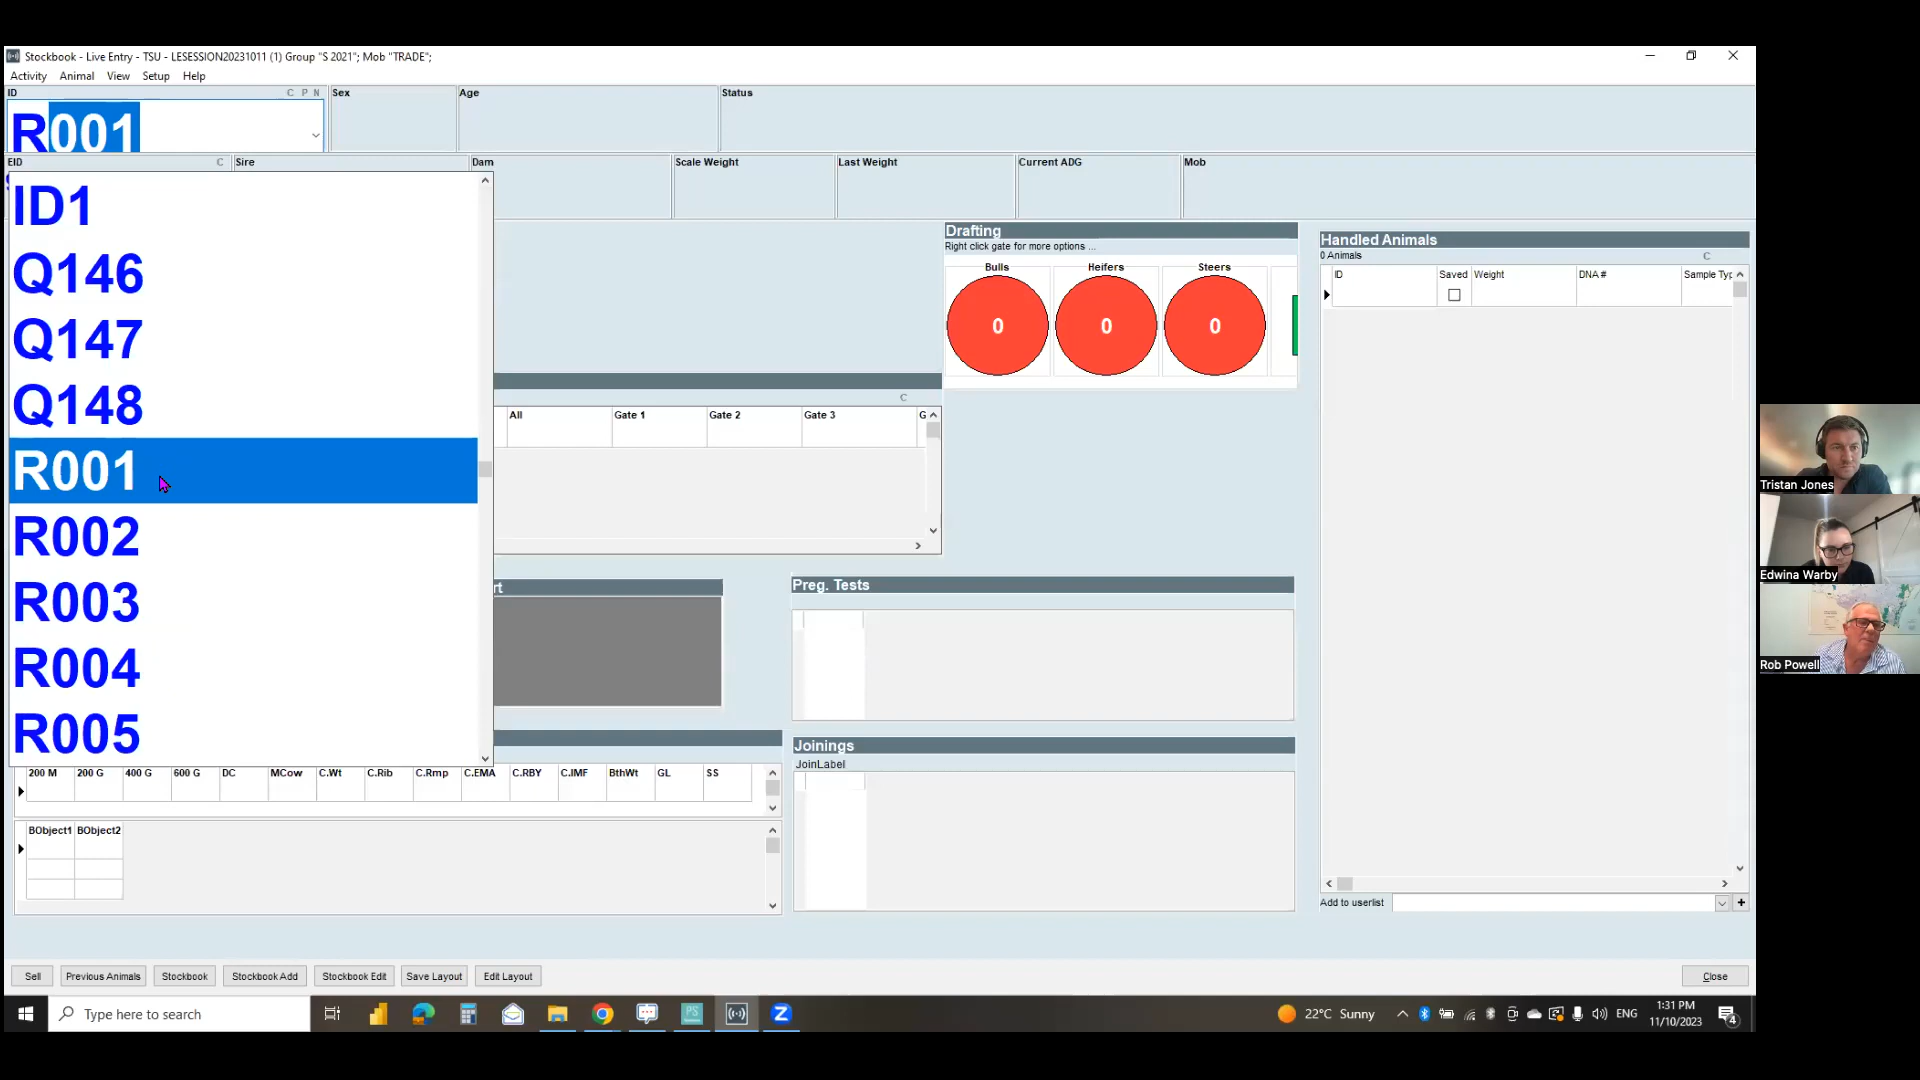 Stockbook - Live Entry - TSU - LESESSION20231011 (1) Group "S 2021"; Mob "TRADE";
Activity Animal View Setup Help
ID C P N Sex Age Status
R001
EID C Sire Dam Scale Weight Last Weight Current ADG Mob
ID1
Q146
Q147
Q148
R001
R002
R003
R004
R005
Drafting
Right click gate for more options ...
Bulls Heifers Steers
0 0 0
Handled Animals
0 Animals C
ID Saved Weight DNA # Sample Typ
C
All Gate 1 Gate 2 Gate 3 G
rt
Preg. Tests
Joinings
JoinLabel
200 M 200 G 400 G 600 G DC MCow C.Wt C.Rib C.Rmp C.EMA C.RBY C.IMF BthWt GL SS
BObject1 BObject2
Add to userlist +
Sell Previous Animals Stockbook Stockbook Add Stockbook Edit Save Layout Edit Layout Close
Tristan Jones
Edwina Warby
Rob Powell
Type here to search
PS
22°C Sunny ENG
1:31 PM
11/10/2023
4